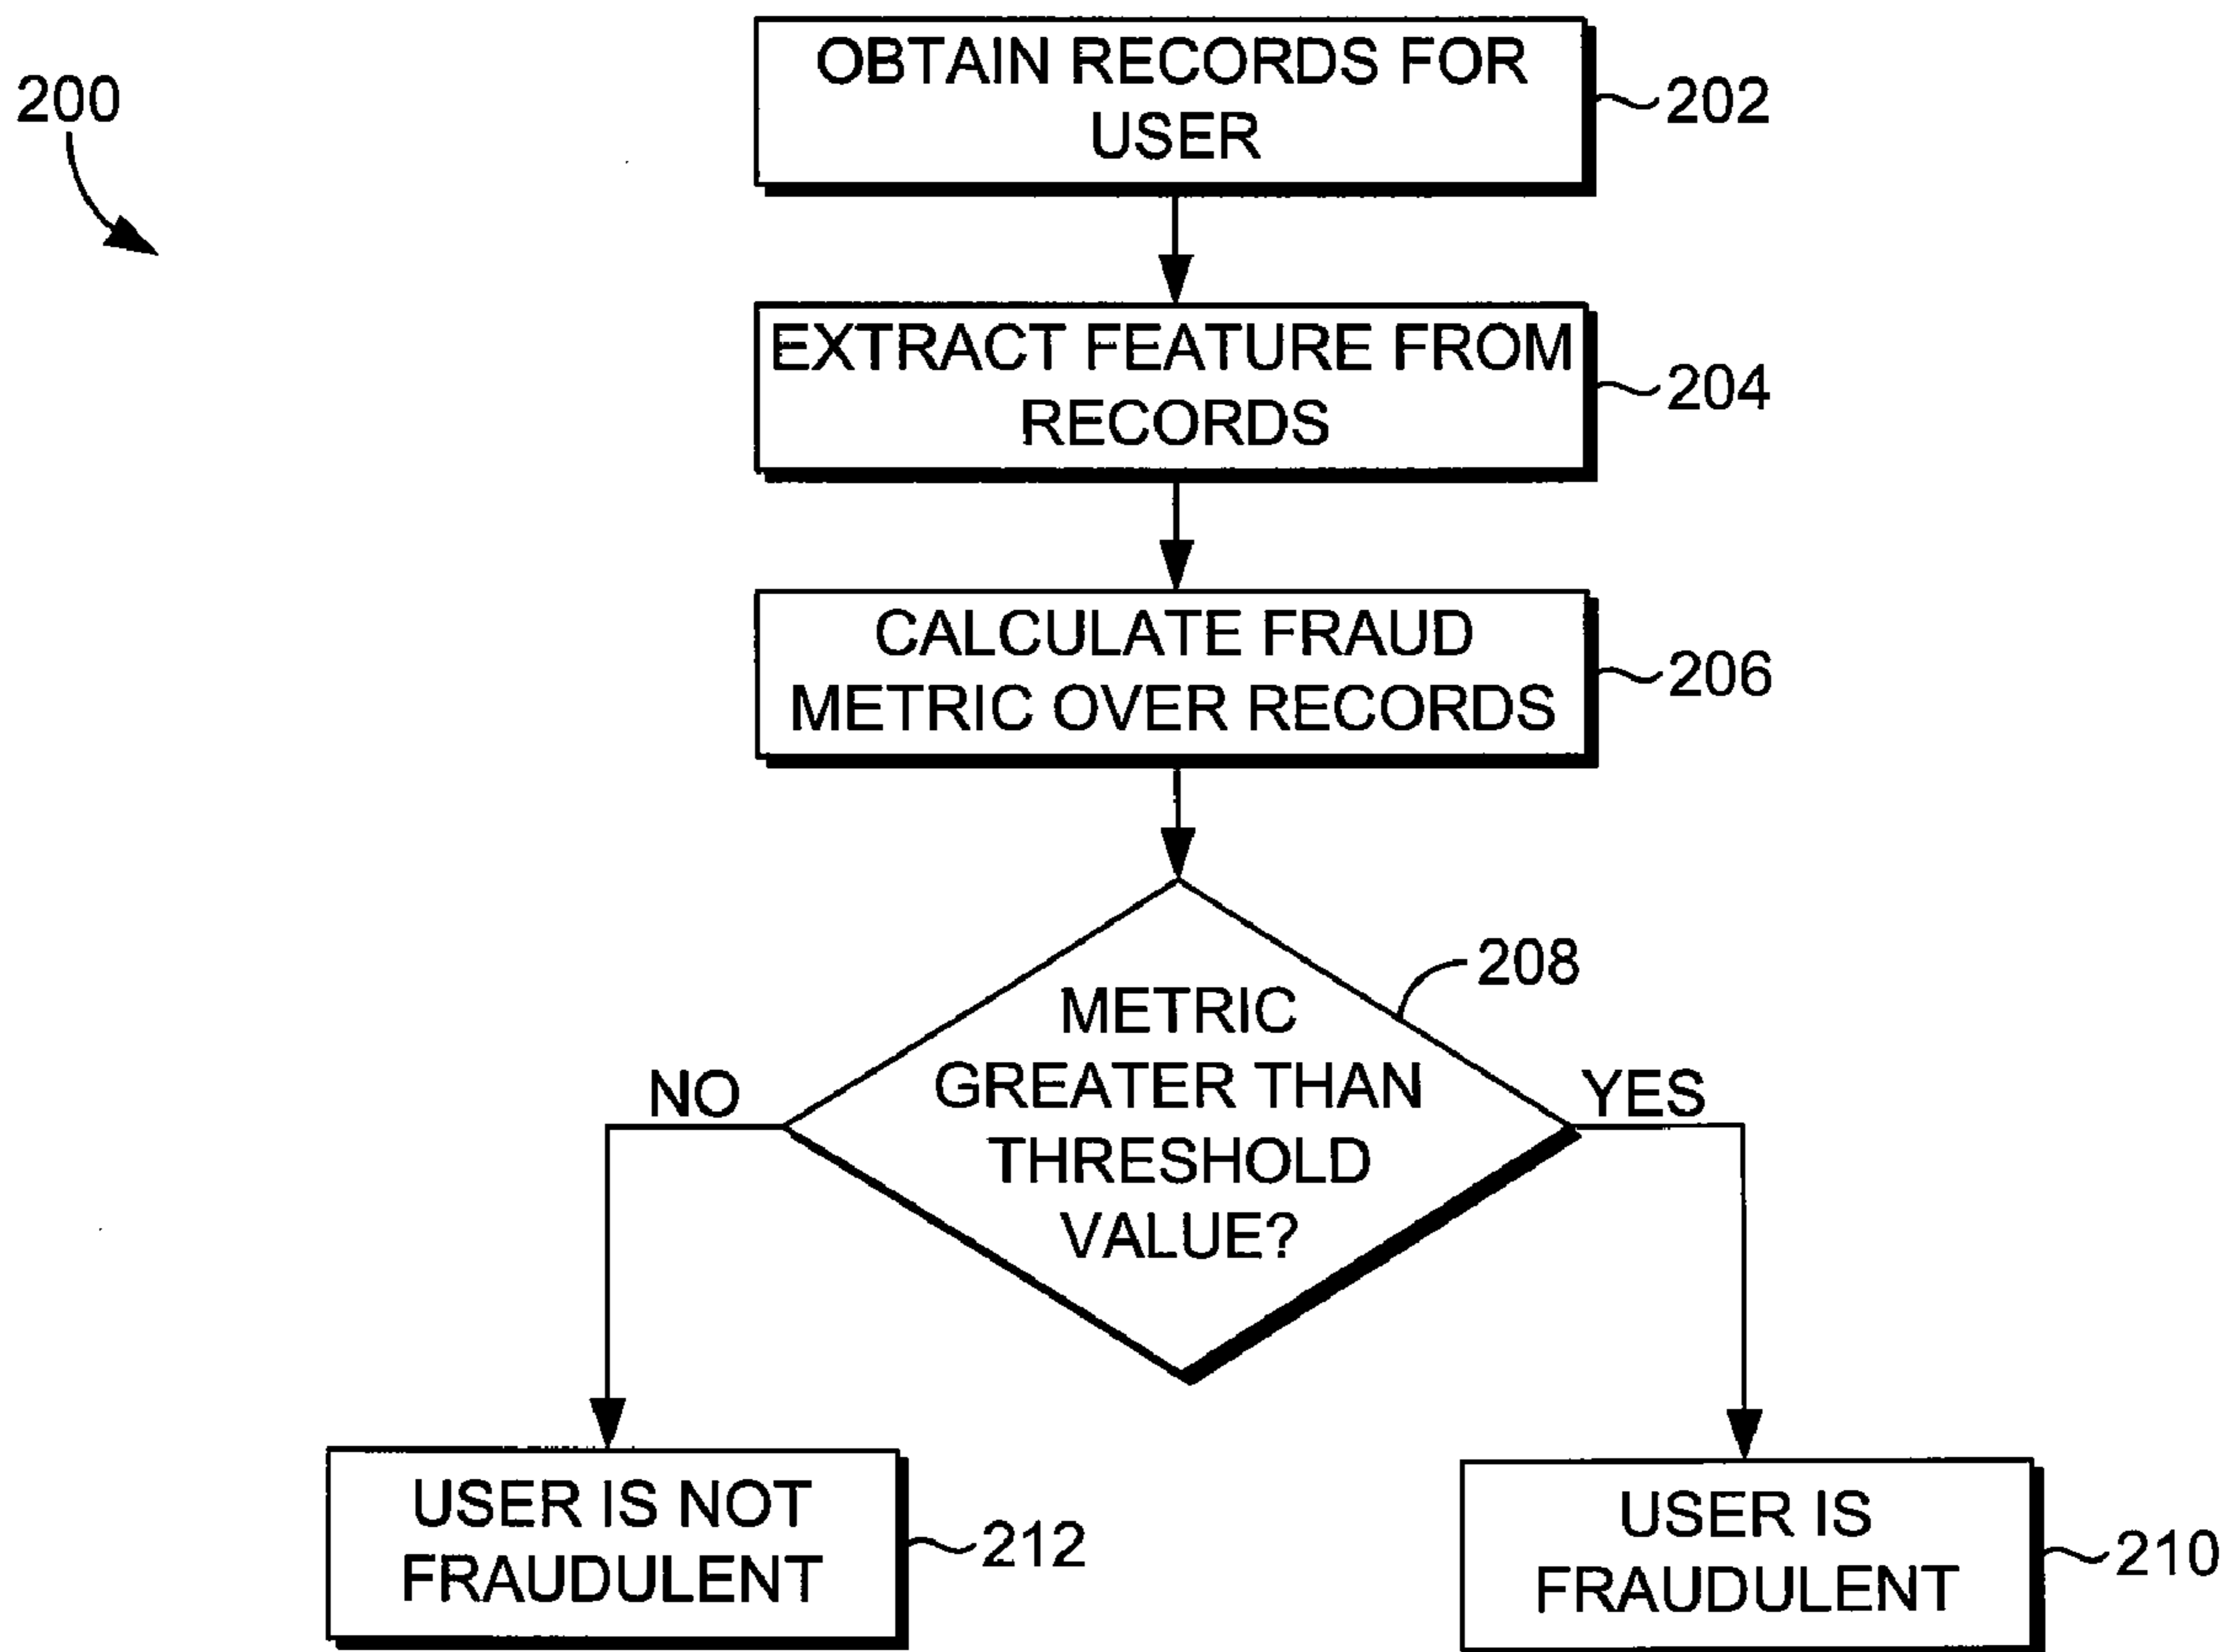 200
OBTAIN RECORDS FOR
USER
202
EXTRACT FEATURE FROM
RECORDS
204
CALCULATE FRAUD
METRIC OVER RECORDS
206
208
METRIC
GREATER THAN
THRESHOLD
VALUE?
NO
YES
USER IS NOT
FRAUDULENT
212
USER IS
FRAUDULENT
210